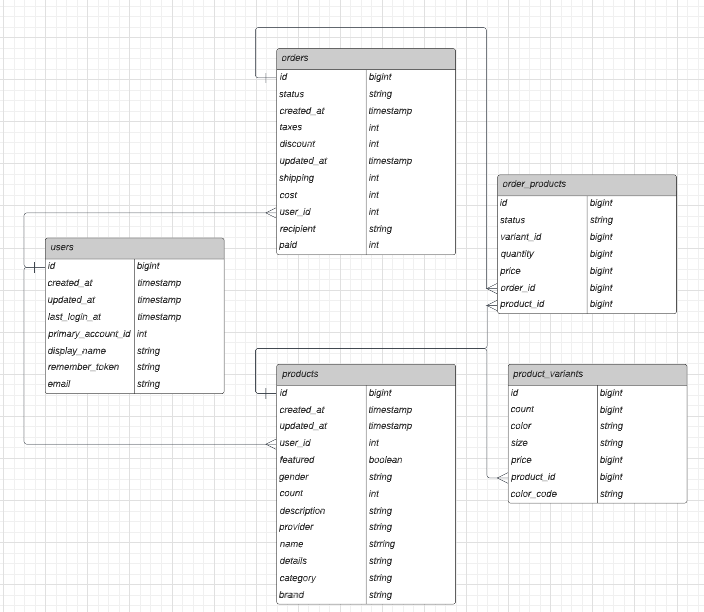 orders
id bigint
status string
created_at timestamp
taxes int
discount int
updated_at timestamp
shipping int
cost int
user_id int
recipient string
paid int
order_products
id bigint
status string
variant_id bigint
quantity bigint
price bigint
order_id bigint
product_id bigint
users
id bigint
created_at timestamp
updated_at timestamp
last_login_at timestamp
primary_account_id int
display_name string
remember_token string
email string
products
id bigint
created_at timestamp
updated_at timestamp
user_id int
featured boolean
gender string
count int
description string
provider string
name strring
details string
category string
brand string
product_variants
id bigint
count bigint
color string
size string
price bigint
product_id bigint
color_code string